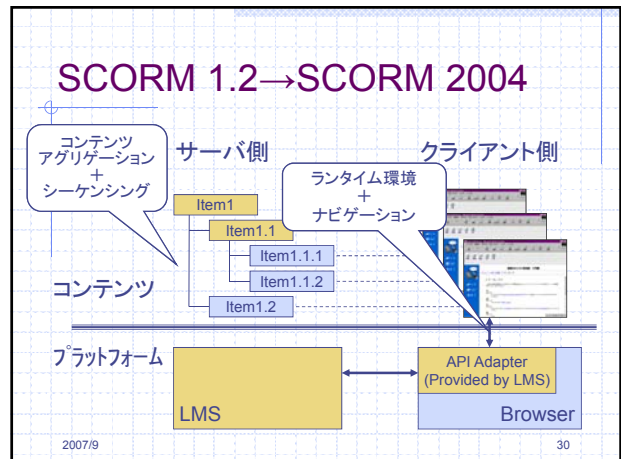 SCORM 1.2→SCORM 2004
コンテンツ
アグリゲーション
＋
シーケンシング
サーバ側
ランタイム環境
＋
ナビゲーション
クライアント側
Item1
Item1.1
Item1.1.1
Item1.1.2
Item1.2
コンテンツ
プラットフォーム
LMS
API Adapter
(Provided by LMS)
Browser
2007/9
30